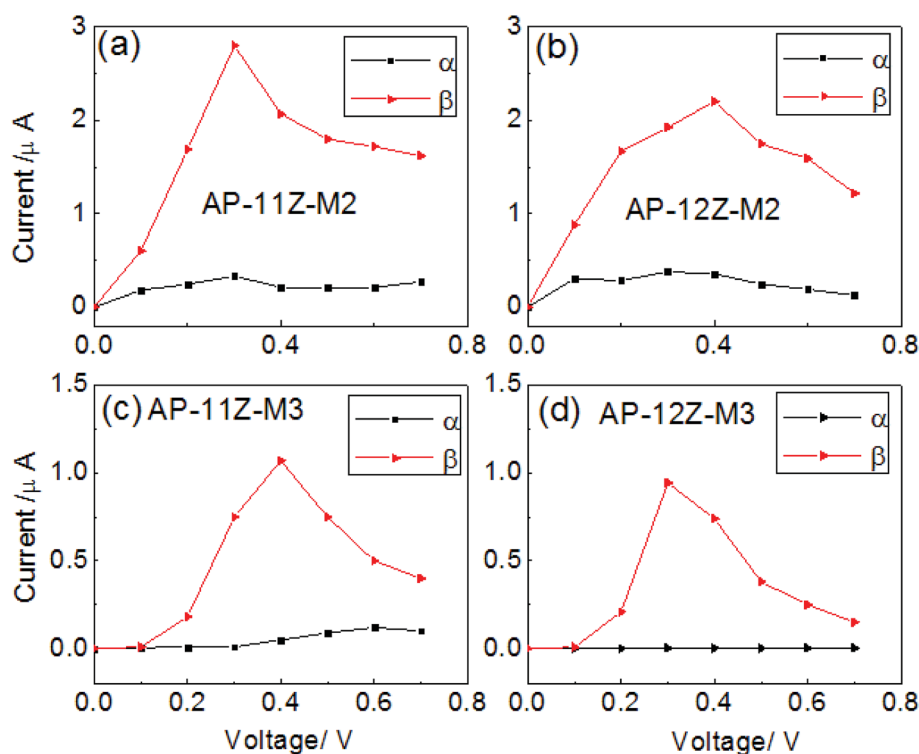 (a)
α
β
AP-11Z-M2
3
2
1
0
Current /μ A
0.0
0.4
0.8
(b)
α
β
AP-12Z-M2
3
2
1
0
0.0
0.4
0.8
(c) AP-11Z-M3
α
β
1.5
1.0
0.5
0.0
Current /μ A
0.0
0.2
0.4
0.6
0.8
Voltage/ V
(d) AP-12Z-M3
α
β
1.5
1.0
0.5
0.0
0.0
0.2
0.4
0.6
0.8
Voltage/ V